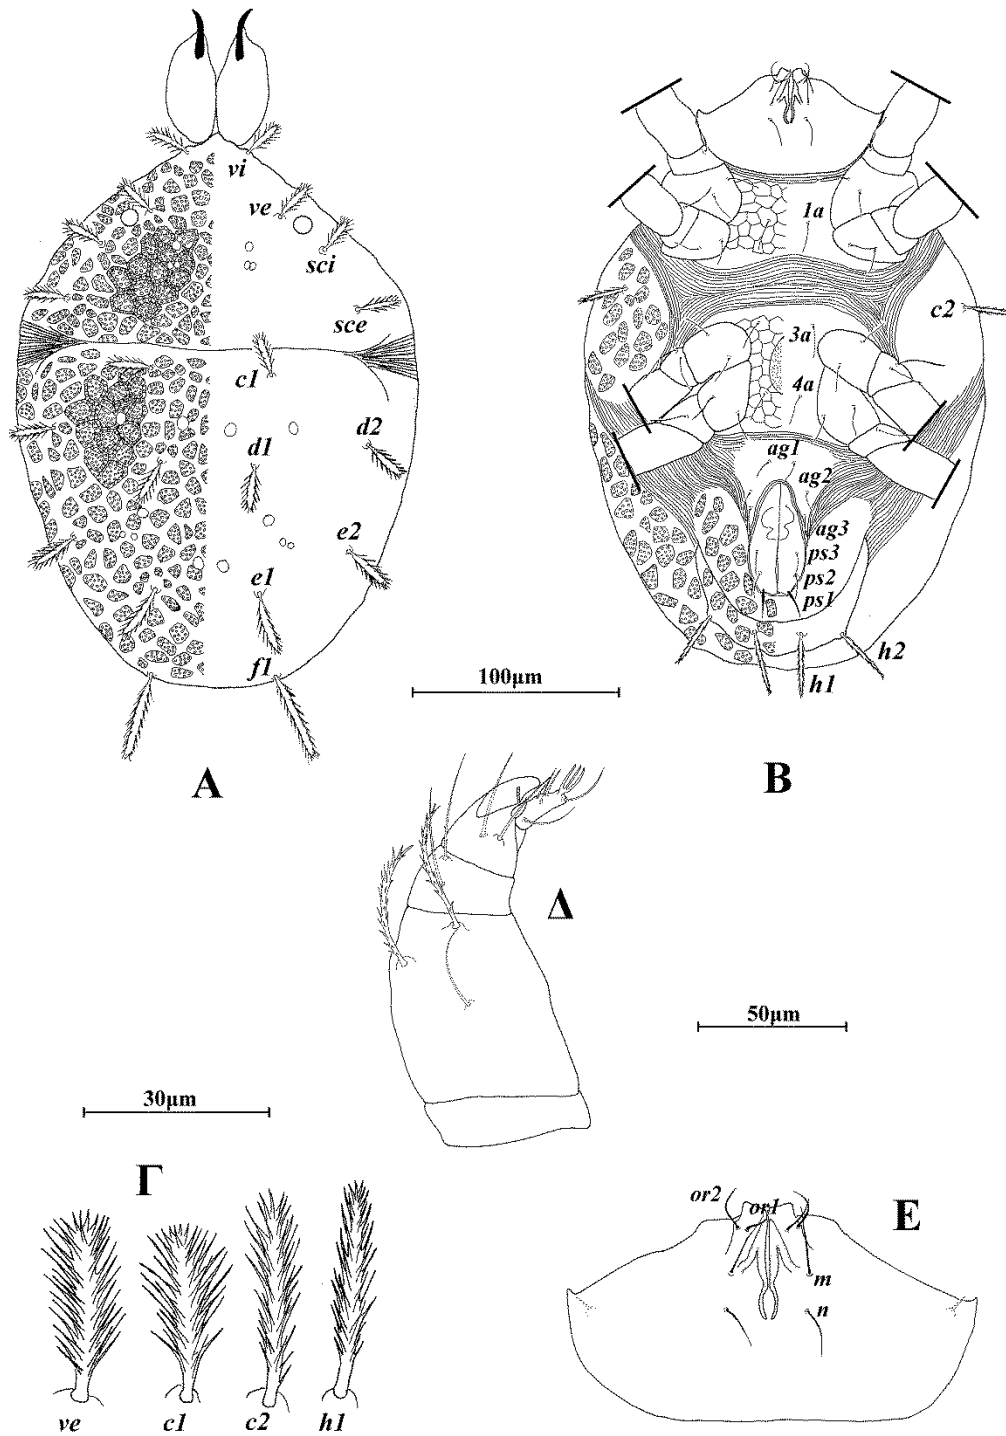 vi
ve
sci
sce
c1
d1
d2
e2
e1
f1
A
1a
c2
3a
4a
ag1
ag2
ag3
ps3
ps2
ps1
h2
h1
B
100μm
Δ
50μm
30μm
Γ
ve
c1
c2
h1
E
or2
or1
m
n